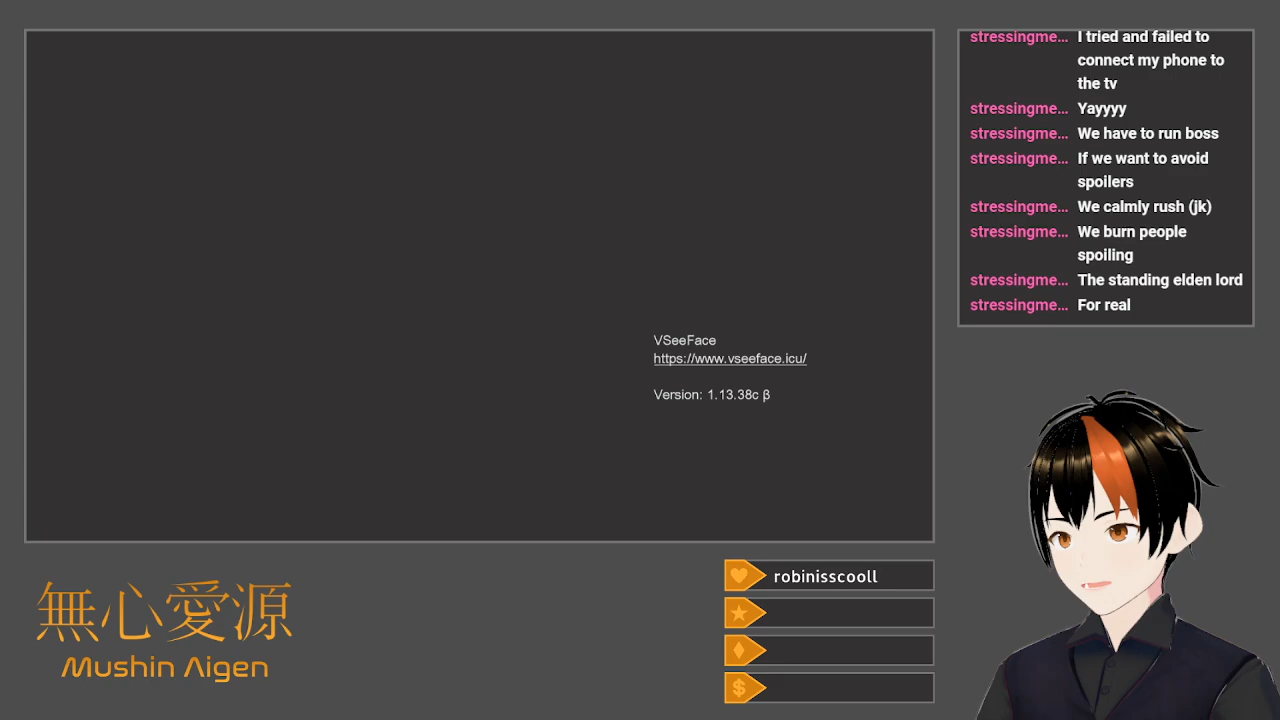 stressingme... I tried and failed to
connect my phone to
the tv
stressingme... Yayyyy
stressingme... We have to run boss
stressingme... If we want to avoid
spoilers
stressingme... We calmly rush (jk)
stressingme... We burn people
spoiling
stressingme... The standing elden lord
stressingme... For real
VSeeFace
https://www.vseeface.icu/
Version: 1.13.38c β
robinisscooll
$
無心愛源
Mushin Aigen